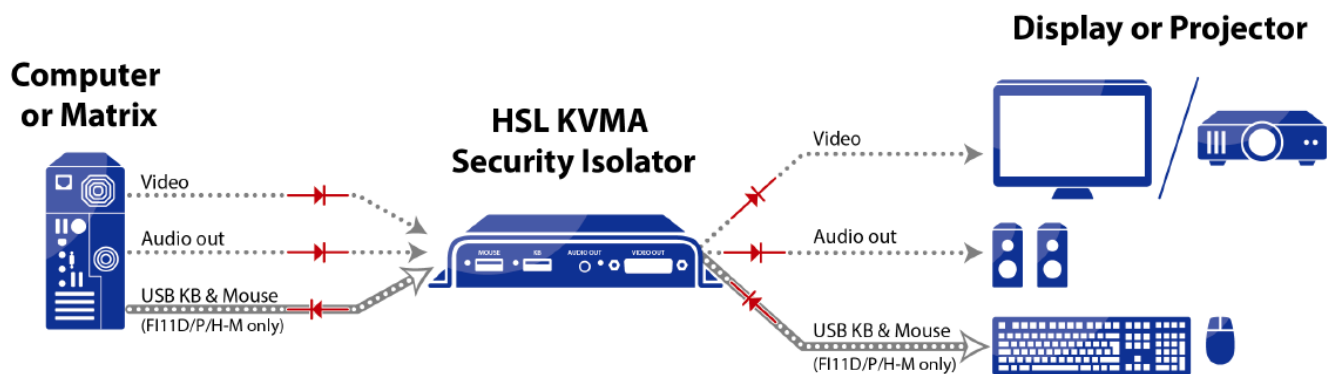 Display or Projector
Computer
or Matrix
HSL KVMA
Security Isolator
Video
Audio out
USB KB & Mouse
(FI11D/P/H-M only)
MOUSE
KB
AUDIO OUT
VIDEO OUT
Video
Audio out
USB KB & Mouse
(FI11D/P/H-M only)